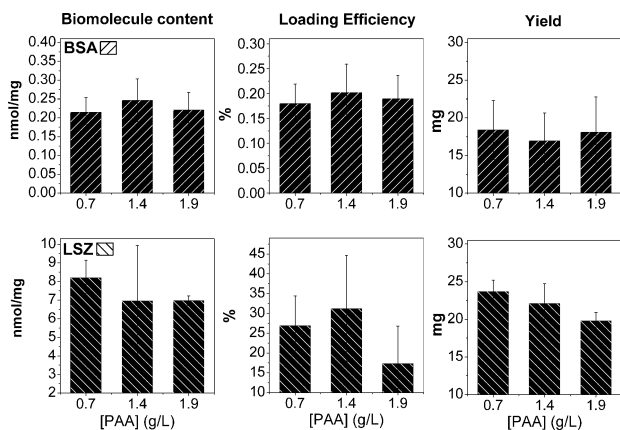 Biomolecule content
Loading Efficiency
Yield
BSA
nmol/mg
0.40
0.35
0.30
0.25
0.20
0.15
0.10
0.05
0.00
0.7 1.4 1.9
%
0.30
0.25
0.20
0.15
0.10
0.05
0.00
0.7 1.4 1.9
mg
25
20
15
10
0.7 1.4 1.9
LSZ
nmol/mg
10
9
8
7
6
5
4
3
2
0.7 1.4 1.9
[PAA] (g/L)
%
45
40
35
30
25
20
15
10
0.7 1.4 1.9
[PAA] (g/L)
mg
30
25
20
15
10
0.7 1.4 1.9
[PAA] (g/L)